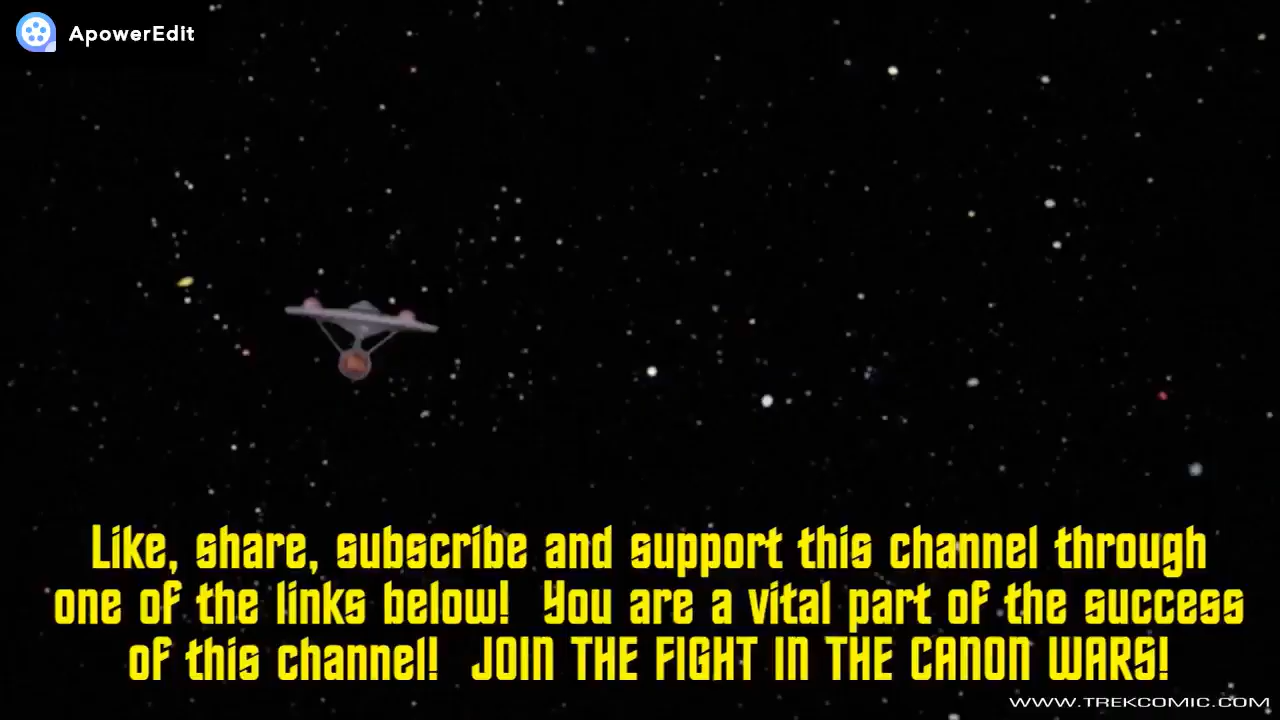 ApowerEdit
Like, share, subscribe and support this channel through
one of the links below!  You are a vital part of the success
of this channel!  JOIN THE FIGHT IN THE CANON WARS!
WWW.TREKCOMIC.COM